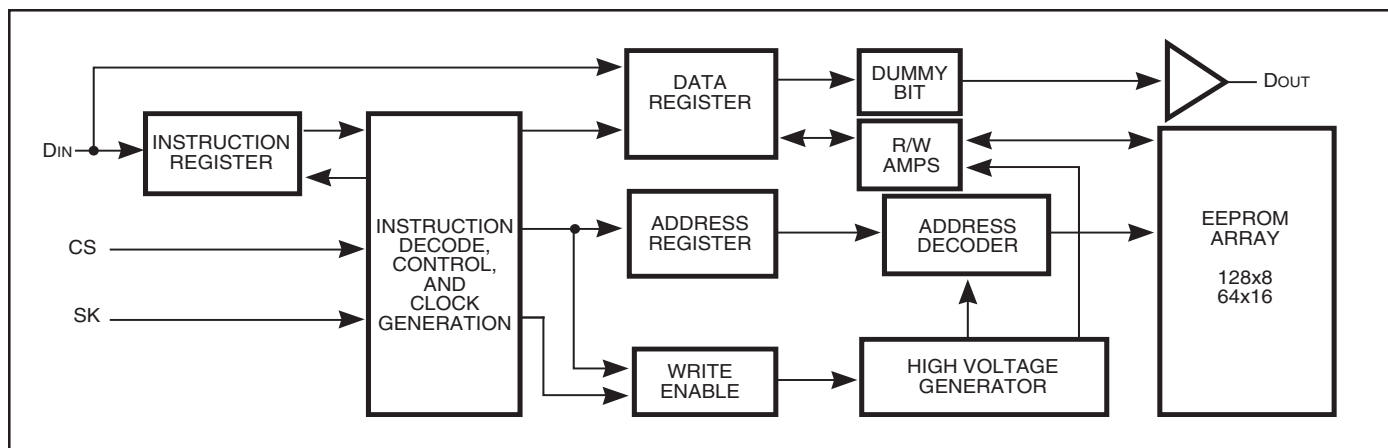 DIN
INSTRUCTION
REGISTER
CS
SK
INSTRUCTION
DECODE,
CONTROL,
AND
CLOCK
GENERATION
DATA
REGISTER
DUMMY
BIT
DOUT
R/W
AMPS
ADDRESS
REGISTER
ADDRESS
DECODER
WRITE
ENABLE
HIGH VOLTAGE
GENERATOR
EEPROM
ARRAY
128x8
64x16